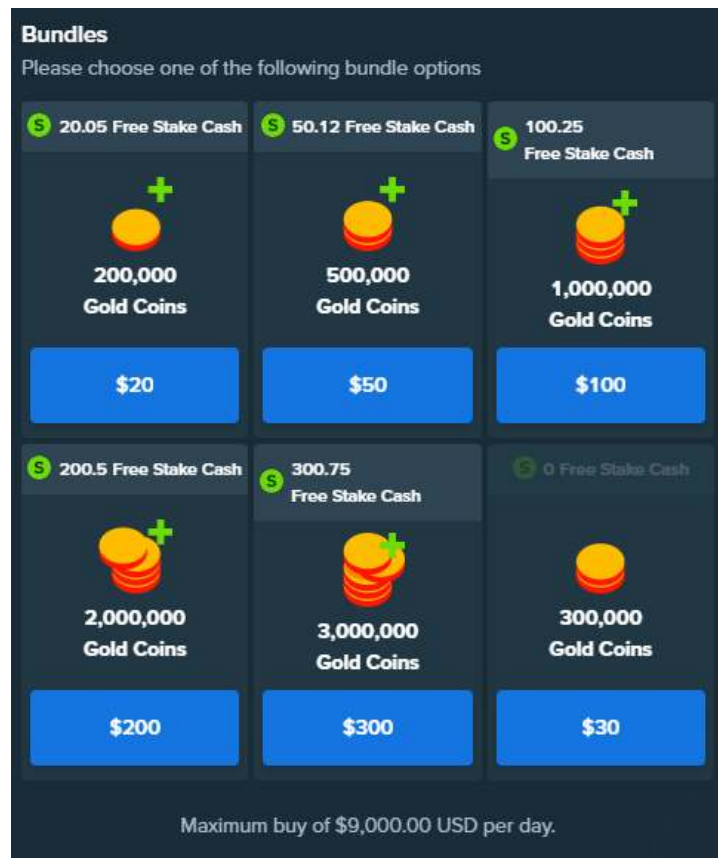 Bundles
Please choose one of the following bundle options
S 20.05 Free Stake Cash
S 50.12 Free Stake Cash
S 100.25
Free Stake Cash
200,000
Gold Coins
500,000
Gold Coins
1,000,000
Gold Coins
$20
$50
$100
S 200.5 Free Stake Cash
S 300.75
Free Stake Cash
S 0 Free Stake Cash
2,000,000
Gold Coins
3,000,000
Gold Coins
300,000
Gold Coins
$200
$300
$30
Maximum buy of $9,000.00 USD per day.